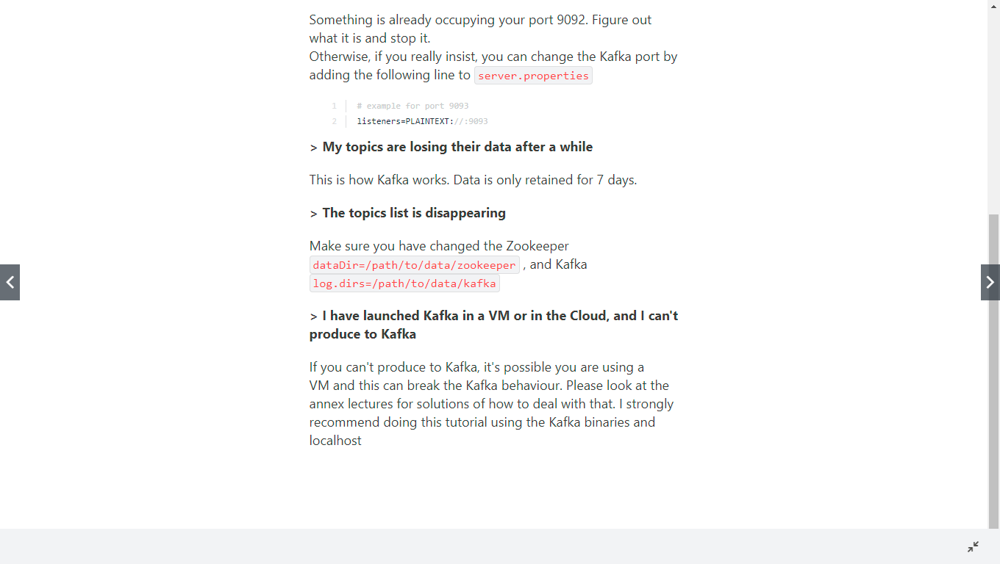 Something is already occupying your port 9092. Figure out
what it is and stop it.
Otherwise, if you really insist, you can change the Kafka port by
adding the following line to server.properties
1 # example for port 9093
2 listeners=PLAINTEXT://:9093
> My topics are losing their data after a while
This is how Kafka works. Data is only retained for 7 days.
> The topics list is disappearing
Make sure you have changed the Zookeeper
dataDir=/path/to/data/zookeeper , and Kafka
log.dirs=/path/to/data/kafka
> I have launched Kafka in a VM or in the Cloud, and I can't
produce to Kafka
If you can't produce to Kafka, it's possible you are using a
VM and this can break the Kafka behaviour. Please look at the
annex lectures for solutions of how to deal with that. I strongly
recommend doing this tutorial using the Kafka binaries and
localhost